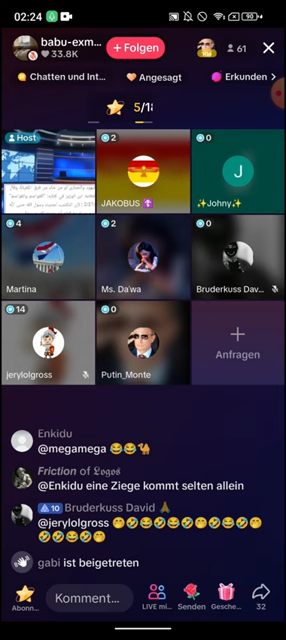 02:24
90
babu-exm...
33.8K
+ Folgen
61
Chatten und Int...
Angesagt
Erkunden >
5/18
Host
2
JAKOBUS
0
J
✨Johny✨
4
Martina
2
Ms. Da'wa
0
Bruderkuss Dav...
14
jerylolgross
0
Putin_Monte
+
Anfragen
Enkidu
@megamega 😂😂🐪
Friction of 𝔏𝔬𝔤𝔬𝔰
@Enkidu eine Ziege kommt selten allein
10 Bruderkuss David 🙏
@jerylolgross 🤭🤣😂🤣😂🤣🤭🤣😂🤣🤭
🤣🤣😂🤭🤣
gabi ist beigetreten
Komment...
Abonn...
LIVE mi...
Senden
Gesche...
32